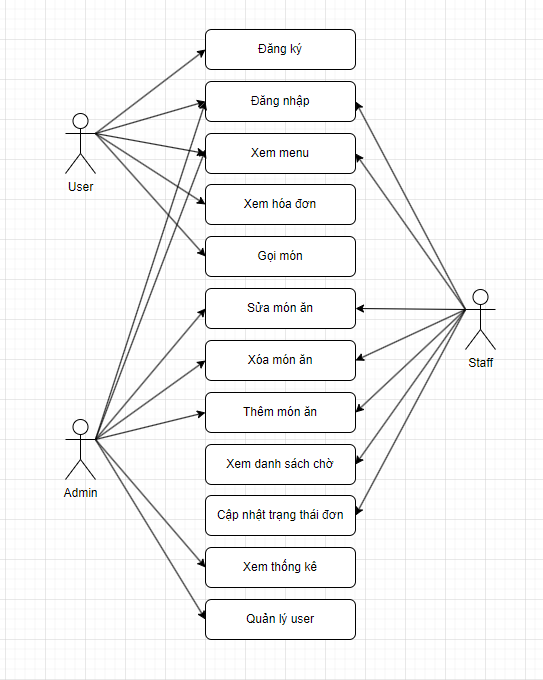 Đăng ký
Đăng nhập
Xem menu
User
Xem hóa đơn
Gọi món
Sửa món ăn
Xóa món ăn
Staff
Thêm món ăn
Xem danh sách chờ
Admin
Cập nhật trạng thái đơn
Xem thống kê
Quản lý user